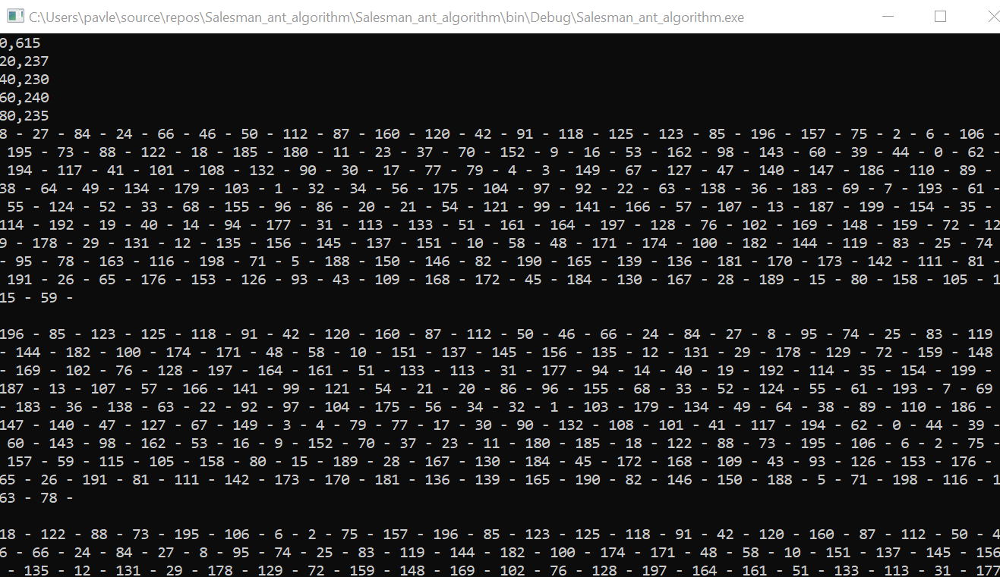 C:\Users\pavle\source\repos\Salesman_ant_algorithm\Salesman_ant_algorithm\bin\Debug\Salesman_ant_algorithm.exe
0,615
20,237
40,230
60,240
80,235
8 - 27 - 84 - 24 - 66 - 46 - 50 - 112 - 87 - 160 - 120 - 42 - 91 - 118 - 125 - 123 - 85 - 196 - 157 - 75 - 2 - 6 - 106 -
195 - 73 - 88 - 122 - 18 - 185 - 180 - 11 - 23 - 37 - 70 - 152 - 9 - 16 - 53 - 162 - 98 - 143 - 60 - 39 - 44 - 0 - 62 -
194 - 117 - 41 - 101 - 108 - 132 - 90 - 30 - 17 - 77 - 79 - 4 - 3 - 149 - 67 - 127 - 47 - 140 - 147 - 186 - 110 - 89 -
38 - 64 - 49 - 134 - 179 - 103 - 1 - 32 - 34 - 56 - 175 - 104 - 97 - 92 - 22 - 63 - 138 - 36 - 183 - 69 - 7 - 193 - 61 -
55 - 124 - 52 - 33 - 68 - 155 - 96 - 86 - 20 - 21 - 54 - 121 - 99 - 141 - 166 - 57 - 107 - 13 - 187 - 199 - 154 - 35 -
114 - 192 - 19 - 40 - 14 - 94 - 177 - 31 - 113 - 133 - 51 - 161 - 164 - 197 - 128 - 76 - 102 - 169 - 148 - 159 - 72 - 12
9 - 178 - 29 - 131 - 12 - 135 - 156 - 145 - 137 - 151 - 10 - 58 - 48 - 171 - 174 - 100 - 182 - 144 - 119 - 83 - 25 - 74
- 95 - 78 - 163 - 116 - 198 - 71 - 5 - 188 - 150 - 146 - 82 - 190 - 165 - 139 - 136 - 181 - 170 - 173 - 142 - 111 - 81 -
191 - 26 - 65 - 176 - 153 - 126 - 93 - 43 - 109 - 168 - 172 - 45 - 184 - 130 - 167 - 28 - 189 - 15 - 80 - 158 - 105 - 1
15 - 59 -
196 - 85 - 123 - 125 - 118 - 91 - 42 - 120 - 160 - 87 - 112 - 50 - 46 - 66 - 24 - 84 - 27 - 8 - 95 - 74 - 25 - 83 - 119
- 144 - 182 - 100 - 174 - 171 - 48 - 58 - 10 - 151 - 137 - 145 - 156 - 135 - 12 - 131 - 29 - 178 - 129 - 72 - 159 - 148
- 169 - 102 - 76 - 128 - 197 - 164 - 161 - 51 - 133 - 113 - 31 - 177 - 94 - 14 - 40 - 19 - 192 - 114 - 35 - 154 - 199 -
187 - 13 - 107 - 57 - 166 - 141 - 99 - 121 - 54 - 21 - 20 - 86 - 96 - 155 - 68 - 33 - 52 - 124 - 55 - 61 - 193 - 7 - 69
- 183 - 36 - 138 - 63 - 22 - 92 - 97 - 104 - 175 - 56 - 34 - 32 - 1 - 103 - 179 - 134 - 49 - 64 - 38 - 89 - 110 - 186 -
147 - 140 - 47 - 127 - 67 - 149 - 3 - 4 - 79 - 77 - 17 - 30 - 90 - 132 - 108 - 101 - 41 - 117 - 194 - 62 - 0 - 44 - 39 -
60 - 143 - 98 - 162 - 53 - 16 - 9 - 152 - 70 - 37 - 23 - 11 - 180 - 185 - 18 - 122 - 88 - 73 - 195 - 106 - 6 - 2 - 75 -
157 - 59 - 115 - 105 - 158 - 80 - 15 - 189 - 28 - 167 - 130 - 184 - 45 - 172 - 168 - 109 - 43 - 93 - 126 - 153 - 176 -
65 - 26 - 191 - 81 - 111 - 142 - 173 - 170 - 181 - 136 - 139 - 165 - 190 - 82 - 146 - 150 - 188 - 5 - 71 - 198 - 116 - 1
63 - 78 -
18 - 122 - 88 - 73 - 195 - 106 - 6 - 2 - 75 - 157 - 196 - 85 - 123 - 125 - 118 - 91 - 42 - 120 - 160 - 87 - 112 - 50 - 4
6 - 66 - 24 - 84 - 27 - 8 - 95 - 74 - 25 - 83 - 119 - 144 - 182 - 100 - 174 - 171 - 48 - 58 - 10 - 151 - 137 - 145 - 156
- 135 - 12 - 131 - 29 - 178 - 129 - 72 - 159 - 148 - 169 - 102 - 76 - 128 - 197 - 164 - 161 - 51 - 133 - 113 - 31 - 177